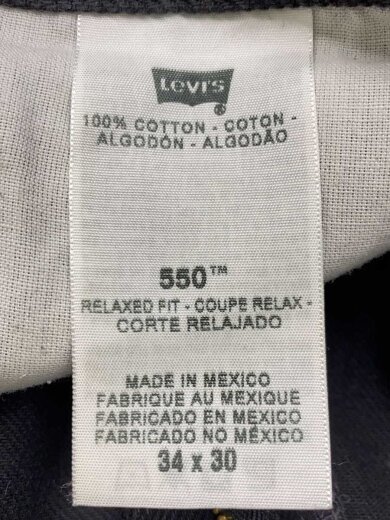 Levi's
®
100% COTTON - COTON -
ALGODÓN - ALGODÃO
550™
RELAXED FIT - COUPE RELAX -
CORTE RELAJADO
MADE IN MEXICO
FABRIQUE AU MEXIQUE
FABRICADO EN MÉXICO
FABRICADO NO MÉXICO
34 x 30